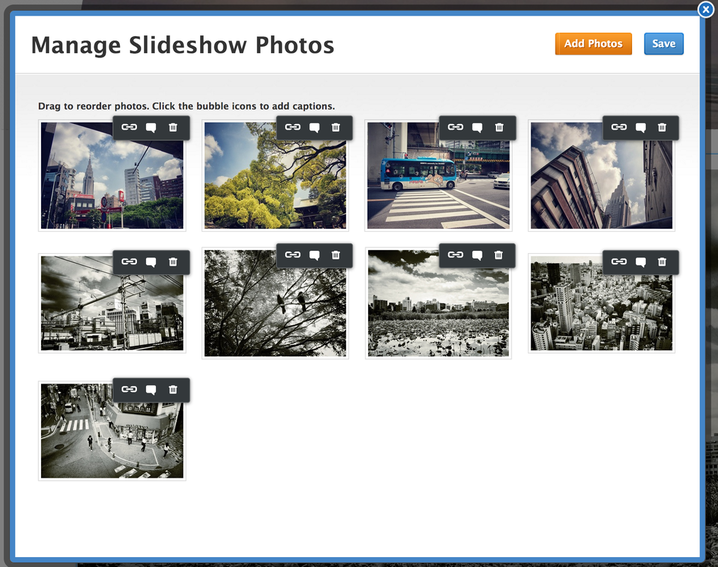 Manage Slideshow Photos
Add Photos
Save
Drag to reorder photos. Click the bubble icons to add captions.